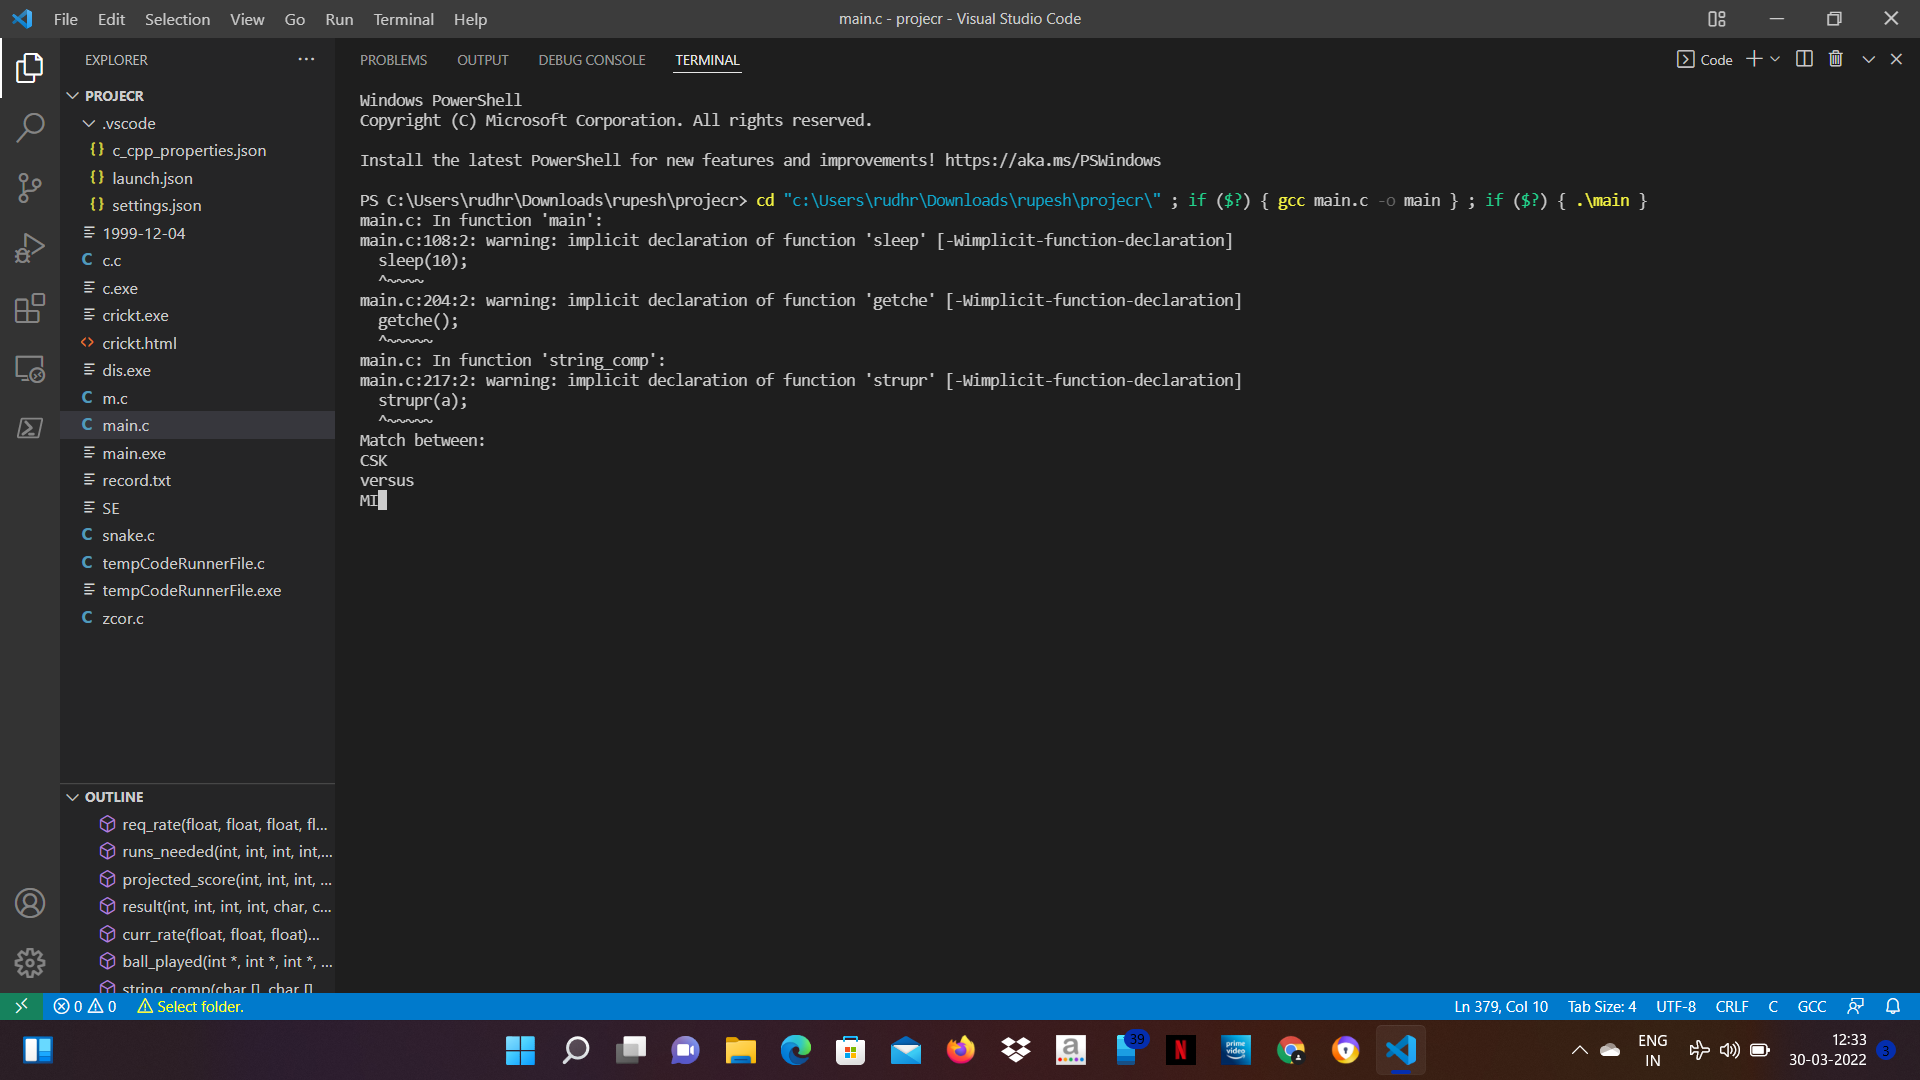 File Edit Selection View Go Run Terminal Help
main.c - projecr - Visual Studio Code
EXPLORER
PROJECR
.vscode
{} c_cpp_properties.json
{} launch.json
{} settings.json
1999-12-04
C c.c
c.exe
crickt.exe
<> crickt.html
dis.exe
C m.c
C main.c
main.exe
record.txt
SE
C snake.c
C tempCodeRunnerFile.c
tempCodeRunnerFile.exe
C zcor.c
OUTLINE
req_rate(float, float, float, fl...
runs_needed(int, int, int, int,...
projected_score(int, int, int, ...
result(int, int, int, int, char, c...
curr_rate(float, float, float)...
ball_played(int *, int *, int *, ...
string_comp(char [], char []
PROBLEMS OUTPUT DEBUG CONSOLE TERMINAL
Code
Windows PowerShell
Copyright (C) Microsoft Corporation. All rights reserved.
Install the latest PowerShell for new features and improvements! https://aka.ms/PSWindows
PS C:\Users\rudhr\Downloads\rupesh\projecr> cd "c:\Users\rudhr\Downloads\rupesh\projecr\" ; if ($?) { gcc main.c -o main } ; if ($?) { .\main }
main.c: In function 'main':
main.c:108:2: warning: implicit declaration of function 'sleep' [-Wimplicit-function-declaration]
sleep(10);
^~~~~
main.c:204:2: warning: implicit declaration of function 'getche' [-Wimplicit-function-declaration]
getche();
^~~~~~
main.c: In function 'string_comp':
main.c:217:2: warning: implicit declaration of function 'strupr' [-Wimplicit-function-declaration]
strupr(a);
^~~~~~
Match between:
CSK
versus
MI
0 0 Select folder.
Ln 379, Col 10 Tab Size: 4 UTF-8 CRLF C GCC
a
39
N
prime video
ENG
IN
12:33
30-03-2022
3